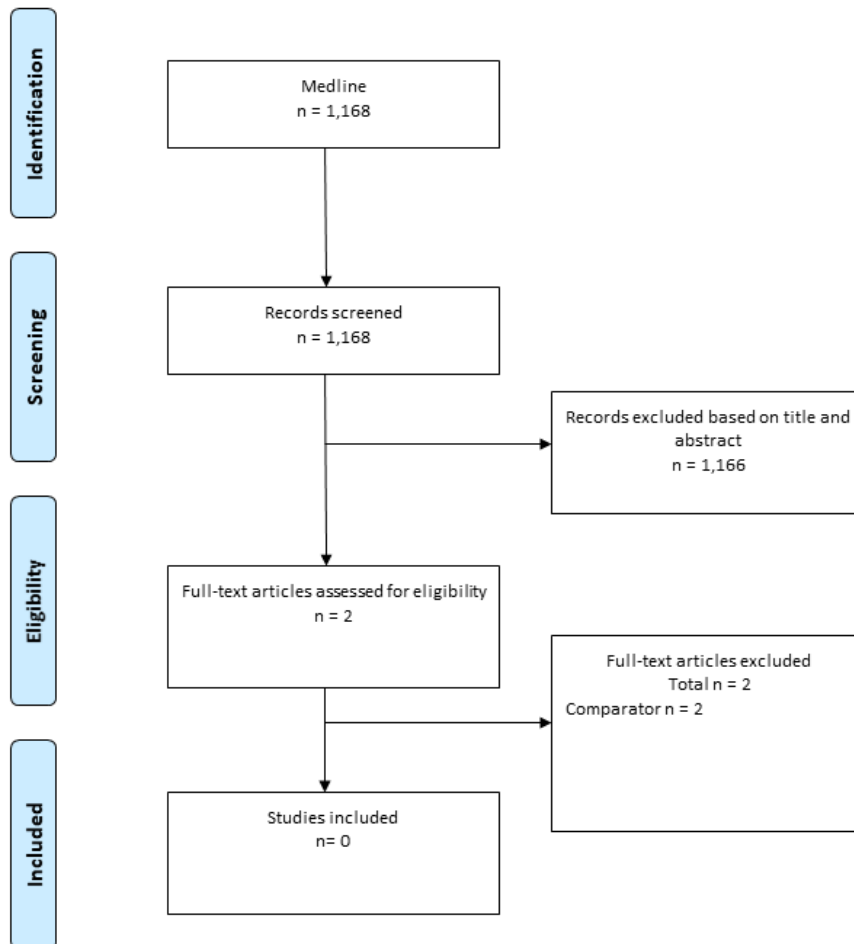 Identification
Medline
n = 1,168
Screening
Records screened
n = 1,168
Records excluded based on title and
abstract
n = 1,166
Eligibility
Full-text articles assessed for eligibility
n = 2
Full-text articles excluded
Total n = 2
Comparator n = 2
Included
Studies included
n= 0